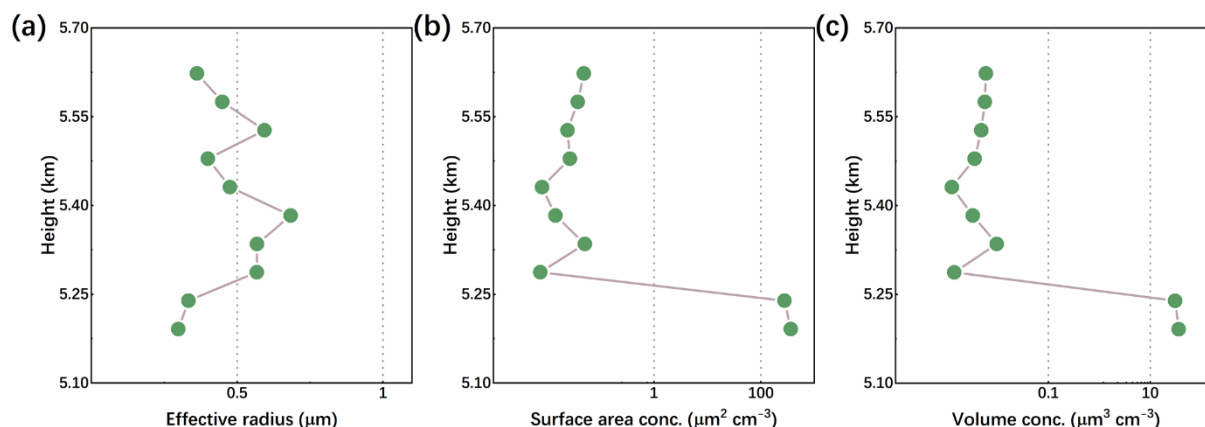 (a)
5.70
5.55
5.40
5.25
5.10
Height (km)
0.5
1
Effective radius (μm)
(b)
5.70
5.55
5.40
5.25
5.10
Height (km)
1
100
Surface area conc. (μm² cm⁻³)
(c)
5.70
5.55
5.40
5.25
5.10
Height (km)
0.1
10
Volume conc. (μm³ cm⁻³)